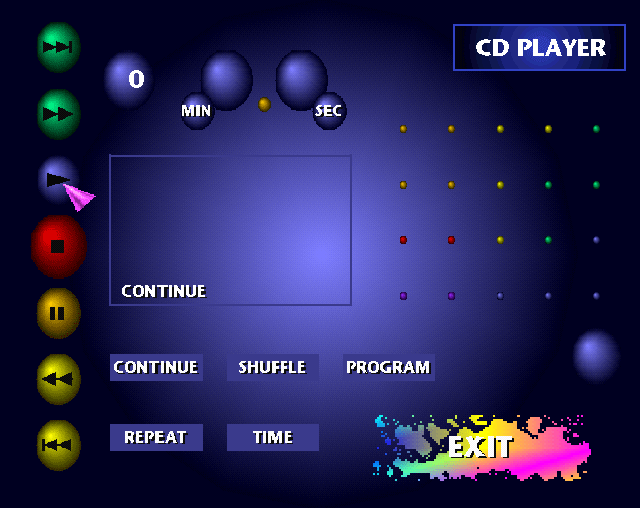 CD PLAYER
0
MIN
SEC
CONTINUE
CONTINUE
SHUFFLE
PROGRAM
REPEAT
TIME
EXIT